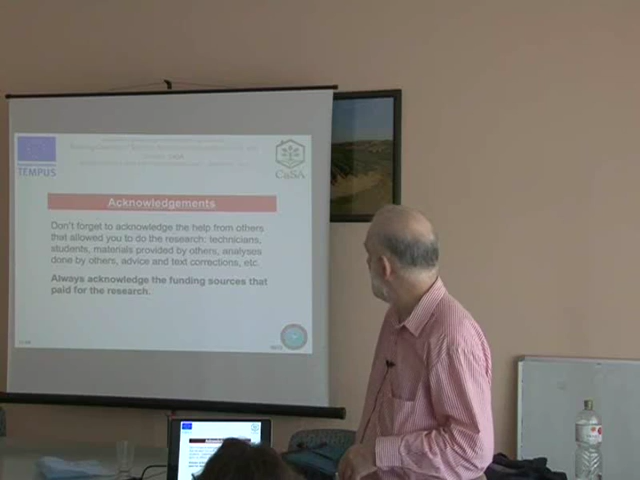 TEMPUS
CaSA
Acknowledgements
Don't forget to acknowledge the help from others
that allowed you to do the research: technicians,
students, materials provided by others, analyses
done by others, advice and text corrections, etc.
Always acknowledge the funding sources that
paid for the research.